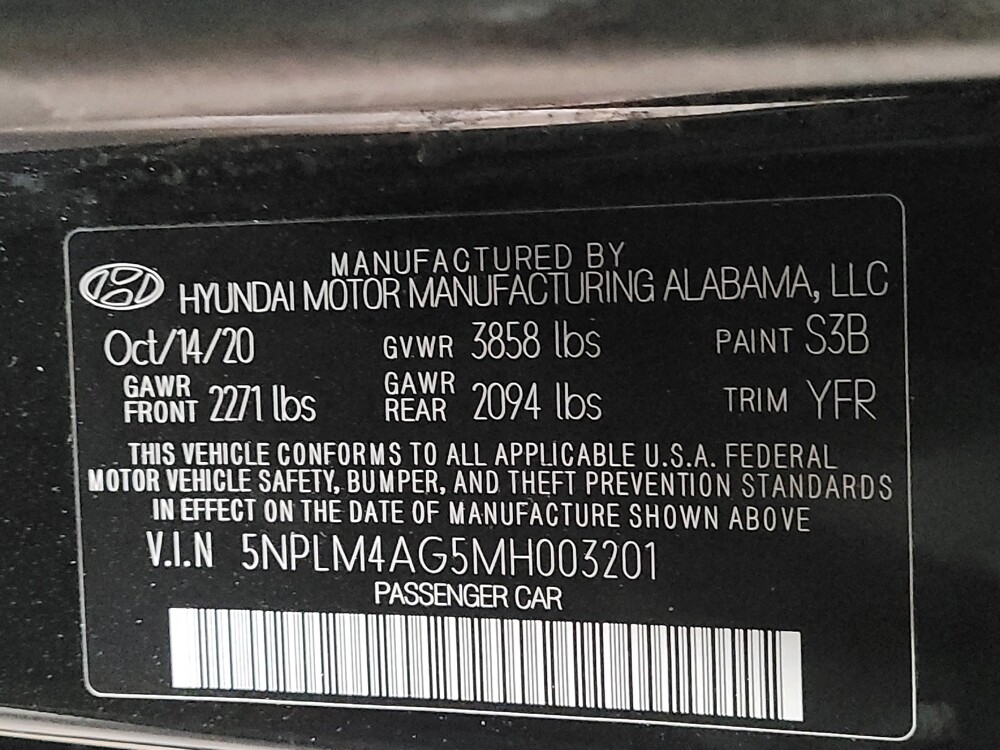 MANUFACTURED BY
HYUNDAI MOTOR MANUFACTURING ALABAMA, LLC
Oct/14/20 GVWR 3858 lbs PAINT S3B
GAWR FRONT 2271 lbs GAWR REAR 2094 lbs TRIM YFR
THIS VEHICLE CONFORMS TO ALL APPLICABLE U.S.A. FEDERAL
MOTOR VEHICLE SAFETY, BUMPER, AND THEFT PREVENTION STANDARDS
IN EFFECT ON THE DATE OF MANUFACTURE SHOWN ABOVE
V.I.N 5NPLM4AG5MH003201
PASSENGER CAR